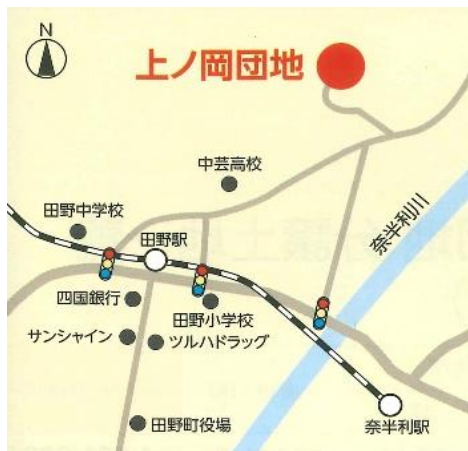 N
上ノ岡団地
中芸高校
田野中学校
田野駅
奈半利川
四国銀行
田野小学校
サンシャイン
ツルハドラッグ
田野町役場
奈半利駅